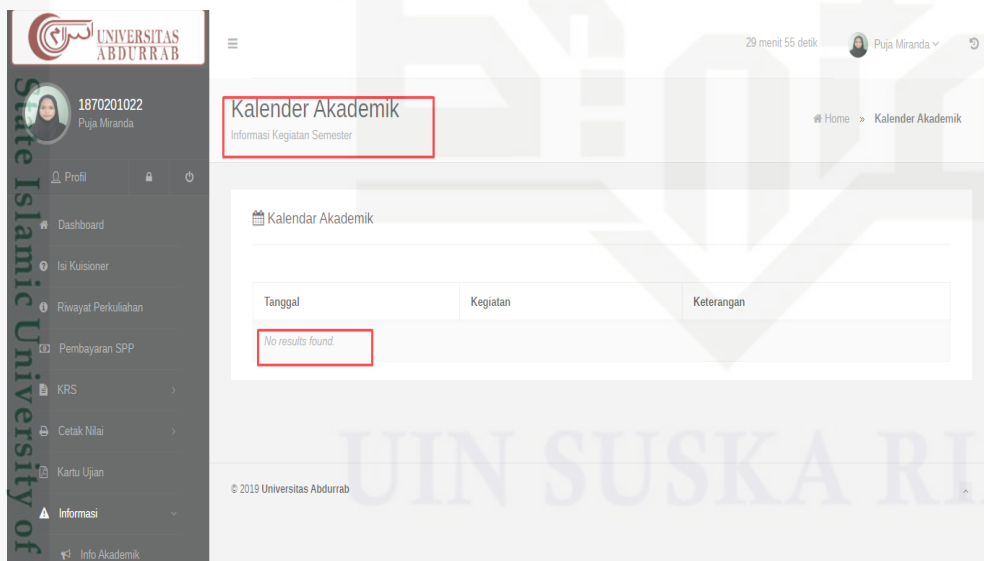 UNIVERSITAS
ABDURRAB
29 menit 55 detik
Puja Miranda
1870201022
Puja Miranda
Profil
Dashboard
Isi Kuisioner
Riwayat Perkuliahan
Pembayaran SPP
KRS
Cetak Nilai
Kartu Ujian
Informasi
Info Akademik
Kalender Akademik
Informasi Kegiatan Semester
Home » Kalender Akademik
Kalendar Akademik
Tanggal Kegiatan Keterangan
No results found.
© 2019 Universitas Abdurrab
State Islamic University of
UIN SUSKA RI